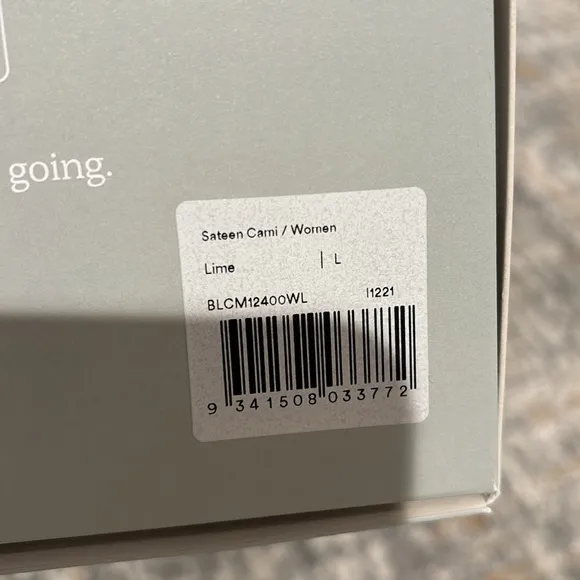 going.
Sateen Cami / Women
Lime | L
BLCM12400WL I1221
9 341508 033772